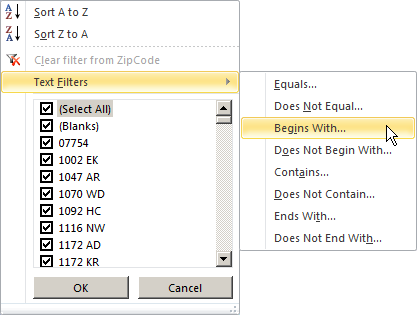 Sort A to Z
Sort Z to A
Clear filter from ZipCode
Text Filters
(Select All)
(Blanks)
07754
1002 EK
1047 AR
1070 WD
1092 HC
1116 NW
1172 AD
1172 KR
OK
Cancel
Equals...
Does Not Equal...
Begins With...
Does Not Begin With...
Contains...
Does Not Contain...
Ends With...
Does Not End With...